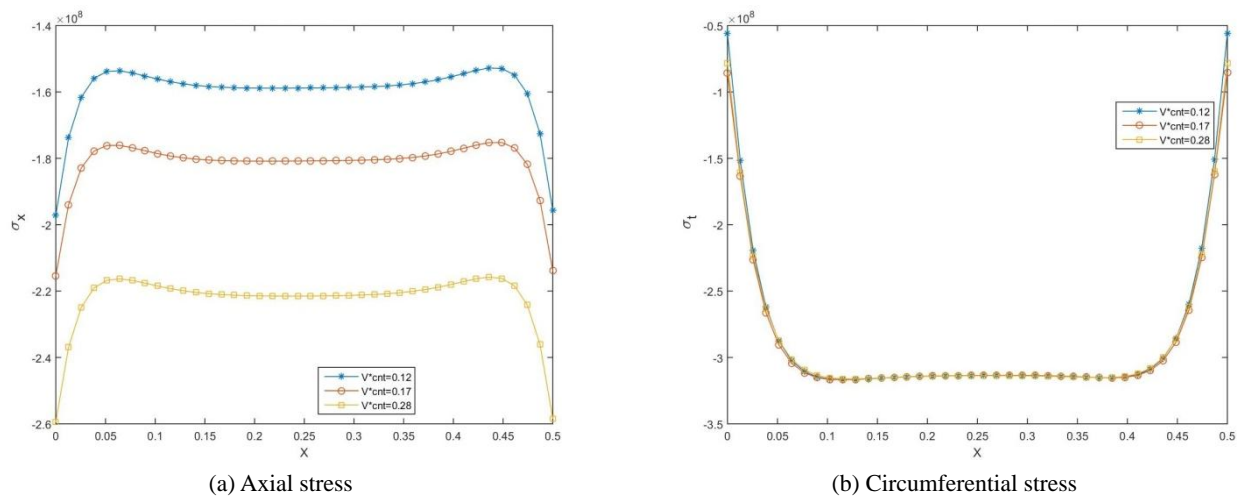 ×10⁸
-1.4
-1.6
-1.8
-2
-2.2
-2.4
-2.6
σx
0 0.05 0.1 0.15 0.2 0.25 0.3 0.35 0.4 0.45 0.5
X
V*cnt=0.12
V*cnt=0.17
V*cnt=0.28
(a) Axial stress
×10⁸
-0.5
-1
-1.5
-2
-2.5
-3
-3.5
σt
0 0.05 0.1 0.15 0.2 0.25 0.3 0.35 0.4 0.45 0.5
X
V*cnt=0.12
V*cnt=0.17
V*cnt=0.28
(b) Circumferential stress